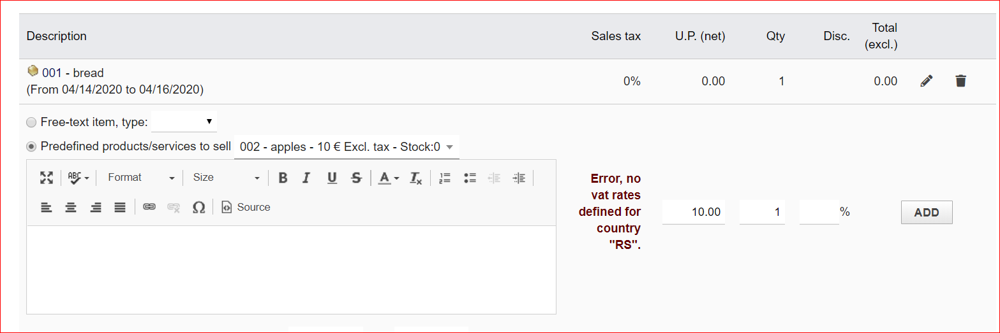 Description Sales tax U.P. (net) Qty Disc. Total (excl.)
001 - bread
(From 04/14/2020 to 04/16/2020) 0% 0.00 1 0.00
Free-text item, type:
Predefined products/services to sell 002 - apples - 10 € Excl. tax - Stock:0
ABC Format Size B I U S A Tx
Source
Error, no
vat rates
defined for
country
"RS".
10.00 1 % ADD